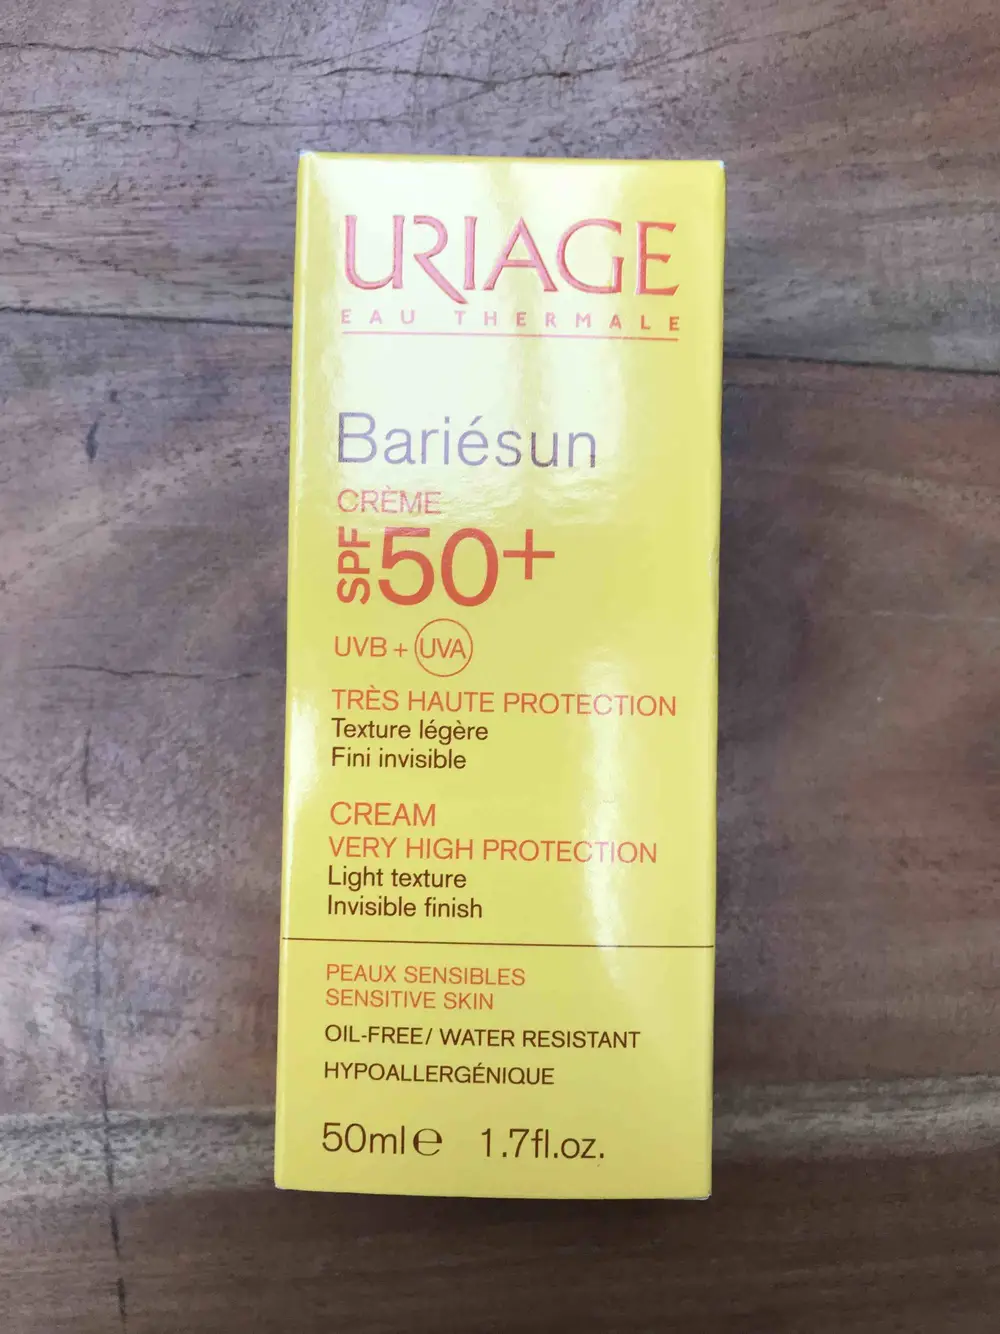 URIAGE
EAU THERMALE
Bariésun
CRÈME
SPF 50+
UVB + UVA
TRÈS HAUTE PROTECTION
Texture légère
Fini invisible
CREAM
VERY HIGH PROTECTION
Light texture
Invisible finish
PEAUX SENSIBLES
SENSITIVE SKIN
OIL-FREE/ WATER RESISTANT
HYPOALLERGÉNIQUE
50ml℮ 1.7fl.oz.